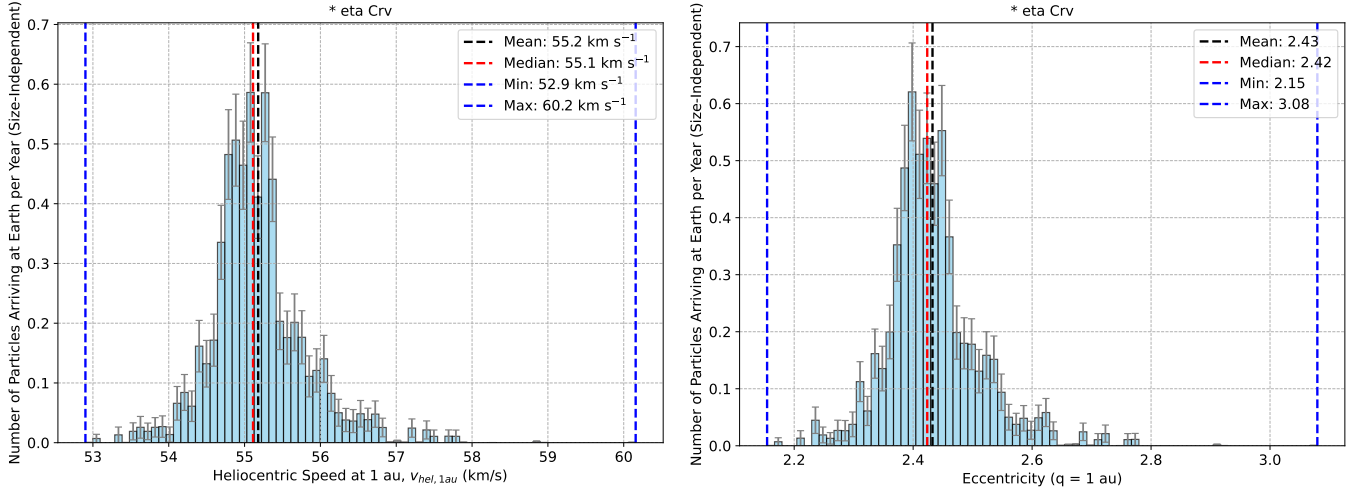 * eta Crv
Number of Particles Arriving at Earth per Year (Size-Independent)
0.7
0.6
0.5
0.4
0.3
0.2
0.1
0.0
Mean: 55.2 km s⁻¹
Median: 55.1 km s⁻¹
Min: 52.9 km s⁻¹
Max: 60.2 km s⁻¹
53 54 55 56 57 58 59 60
Heliocentric Speed at 1 au, v_{hel, 1au} (km/s)
* eta Crv
Number of Particles Arriving at Earth per Year (Size-Independent)
0.7
0.6
0.5
0.4
0.3
0.2
0.1
0.0
Mean: 2.43
Median: 2.42
Min: 2.15
Max: 3.08
2.2 2.4 2.6 2.8 3.0
Eccentricity (q = 1 au)